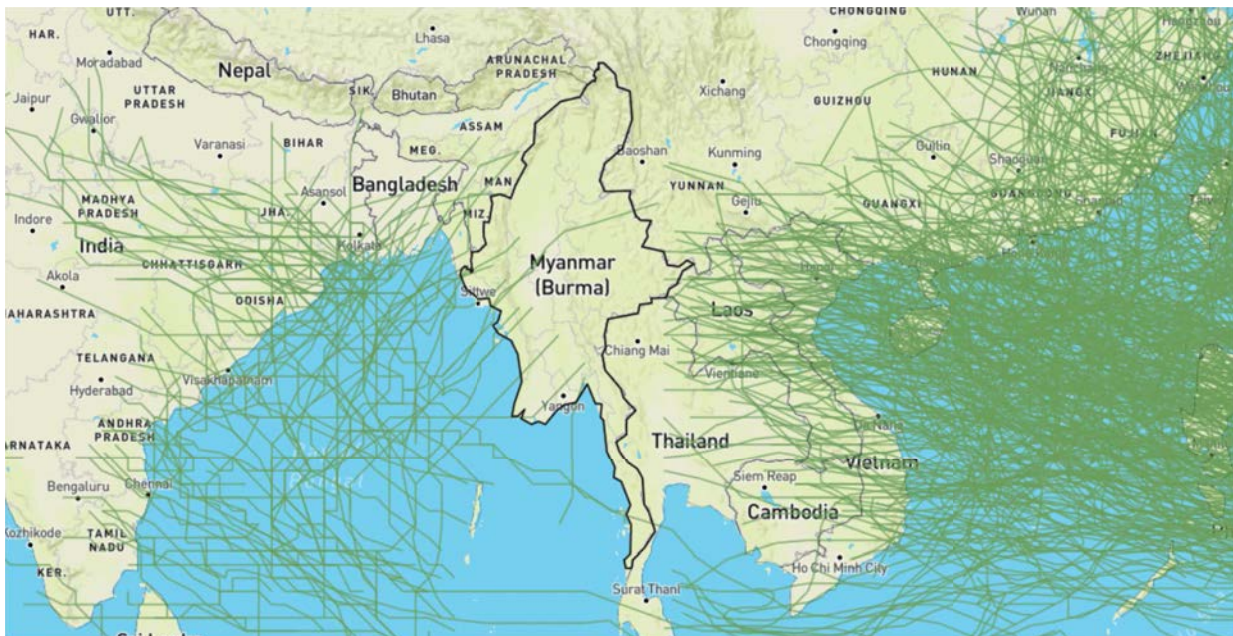 UTT.
HAR.
Moradabad
Nepal
Lhasa
ARUNACHAL
PRADESH
CHONGQING
Chongqing
Wuhan
Hangzhou
ZHEJIANG
Jaipur
UTTAR
PRADESH
Gwalior
SIK.
Bhutan
ASSAM
Xichang
GUIZHOU
HUNAN
JIANGXI
Varanasi
BIHAR
MEG.
Bangladesh
MAN
Baoshan
Kunming
YUNNAN
Guilin
Shaoguan
FUJIAN
Asansol
MADHYA
PRADESH
JHA.
MIZ.
Gejiu
GUANGXI
GUANGDONG
Shantou
Indore
India
Kolkata
CHHATTISGARH
Akola
ODISHA
Myanmar
(Burma)
Sittwe
Hanoi
Laos
TELANGANA
Hyderabad
Visakhapatnam
Chiang Mai
Vientiane
ANDHRA
PRADESH
Yangon
Thailand
Da Nang
Vietnam
Bengaluru
Chennai
Siem Reap
Cambodia
Kozhikode
TAMIL
NADU
KER.
Ho Chi Minh City
Surat Thani